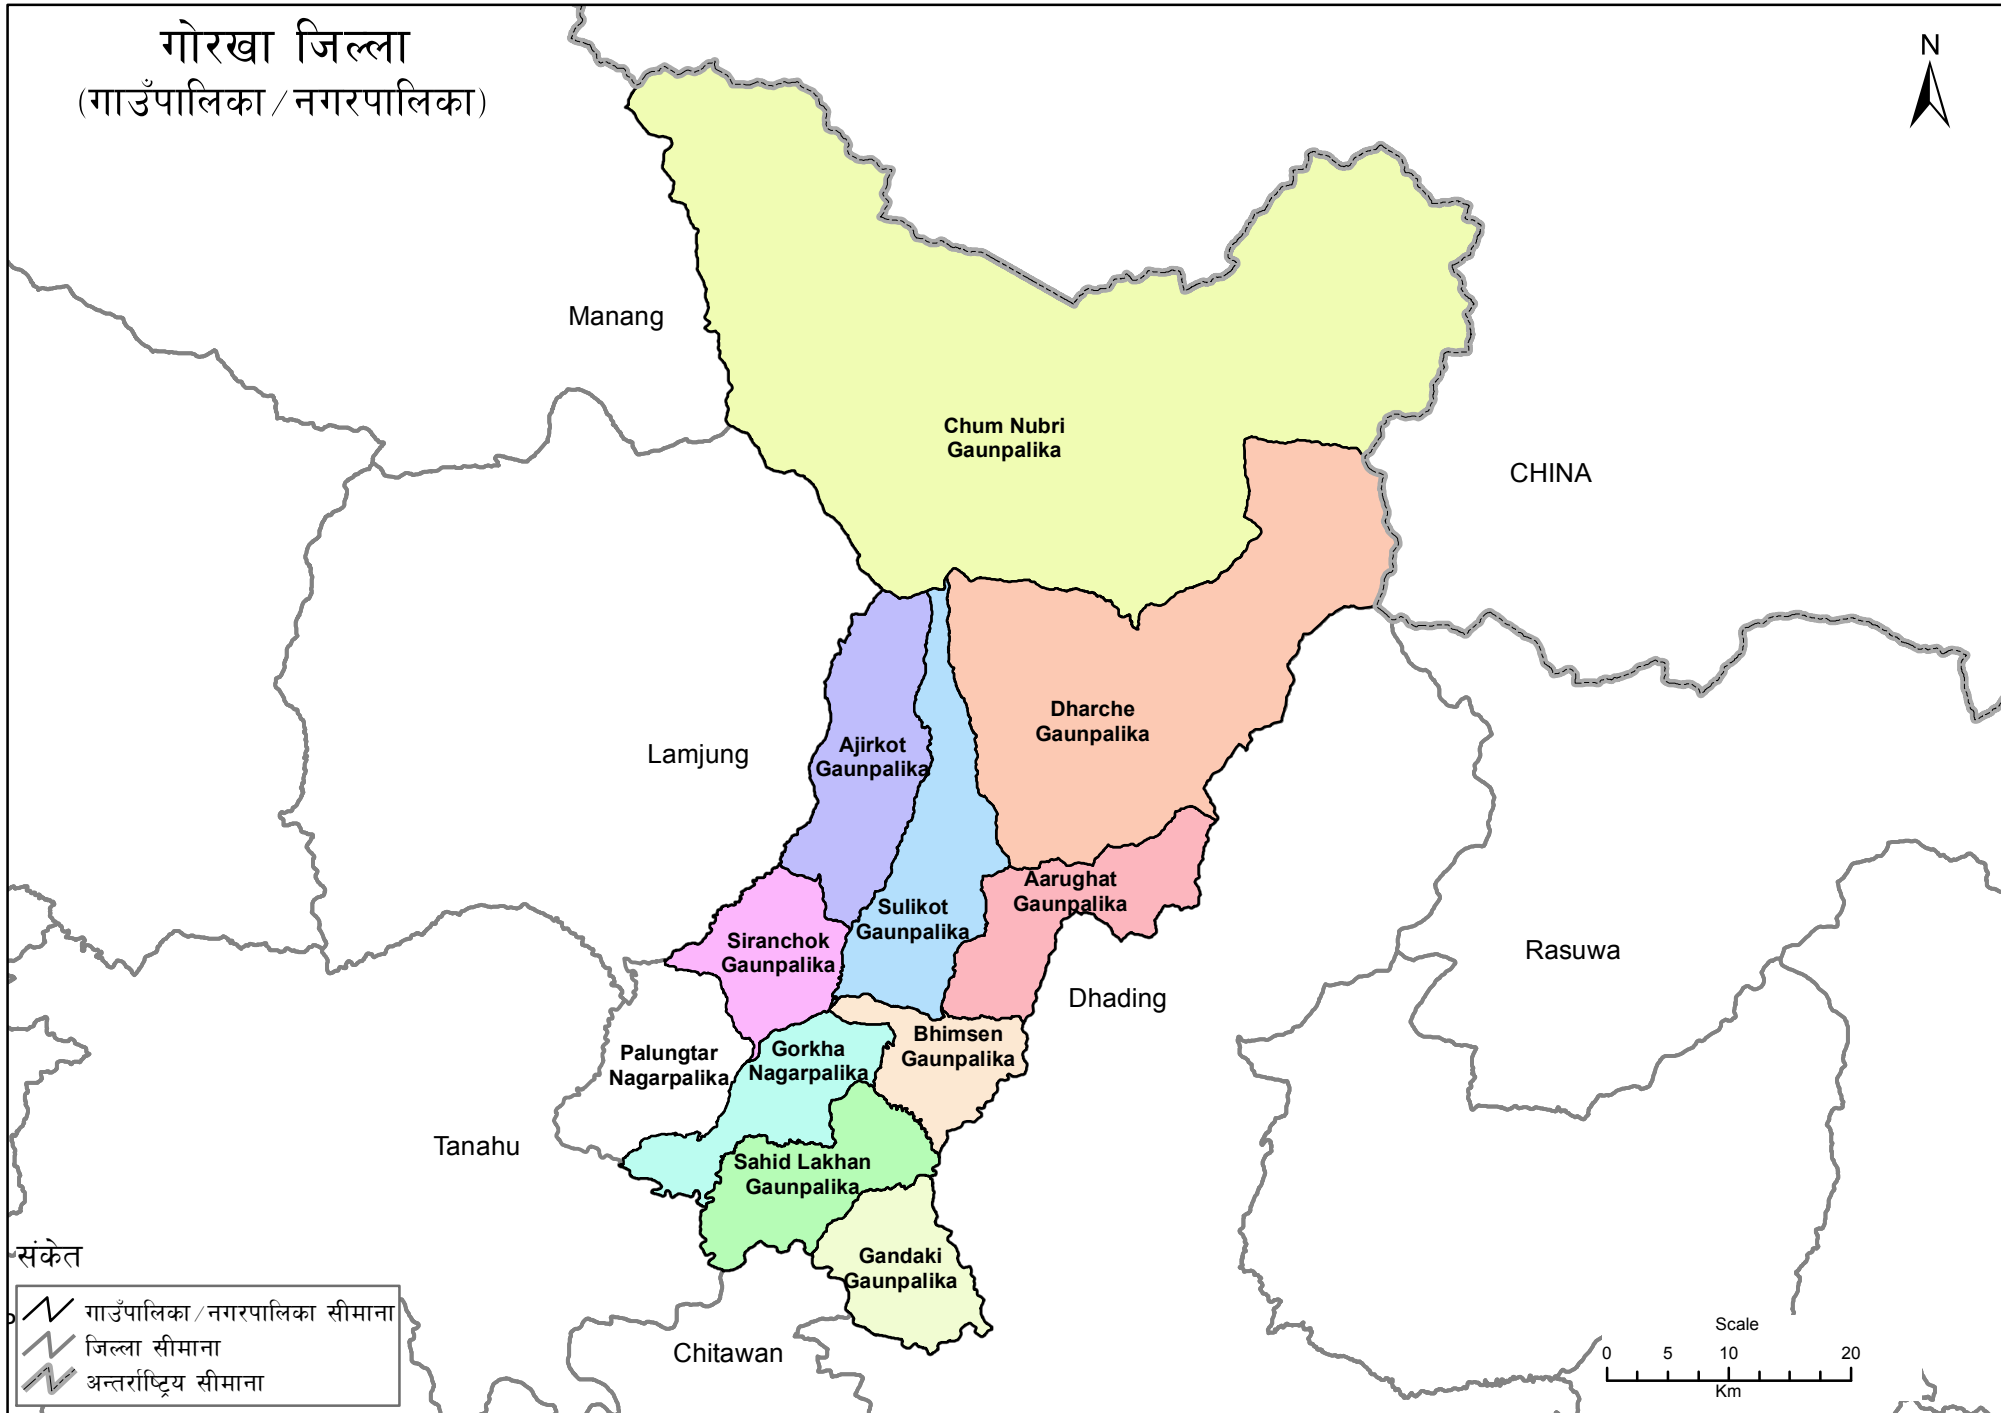 गोरखा जिल्ला
(गाउँपालिका/नगरपालिका)
N
Manang
Chum Nubri
Gaunpalika
CHINA
Dharche
Gaunpalika
Ajirkot
Gaunpalika
Lamjung
Aarughat
Gaunpalika
Sulikot
Gaunpalika
Siranchok
Gaunpalika
Rasuwa
Dhading
Bhimsen
Gaunpalika
Gorkha
Nagarpalika
Palungtar
Nagarpalika
Tanahu
Sahid Lakhan
Gaunpalika
Gandaki
Gaunpalika
Chitawan
संकेत
गाउँपालिका/नगरपालिका सीमाना
जिल्ला सीमाना
अन्तर्राष्ट्रिय सीमाना
Scale
0 5 10 20
Km